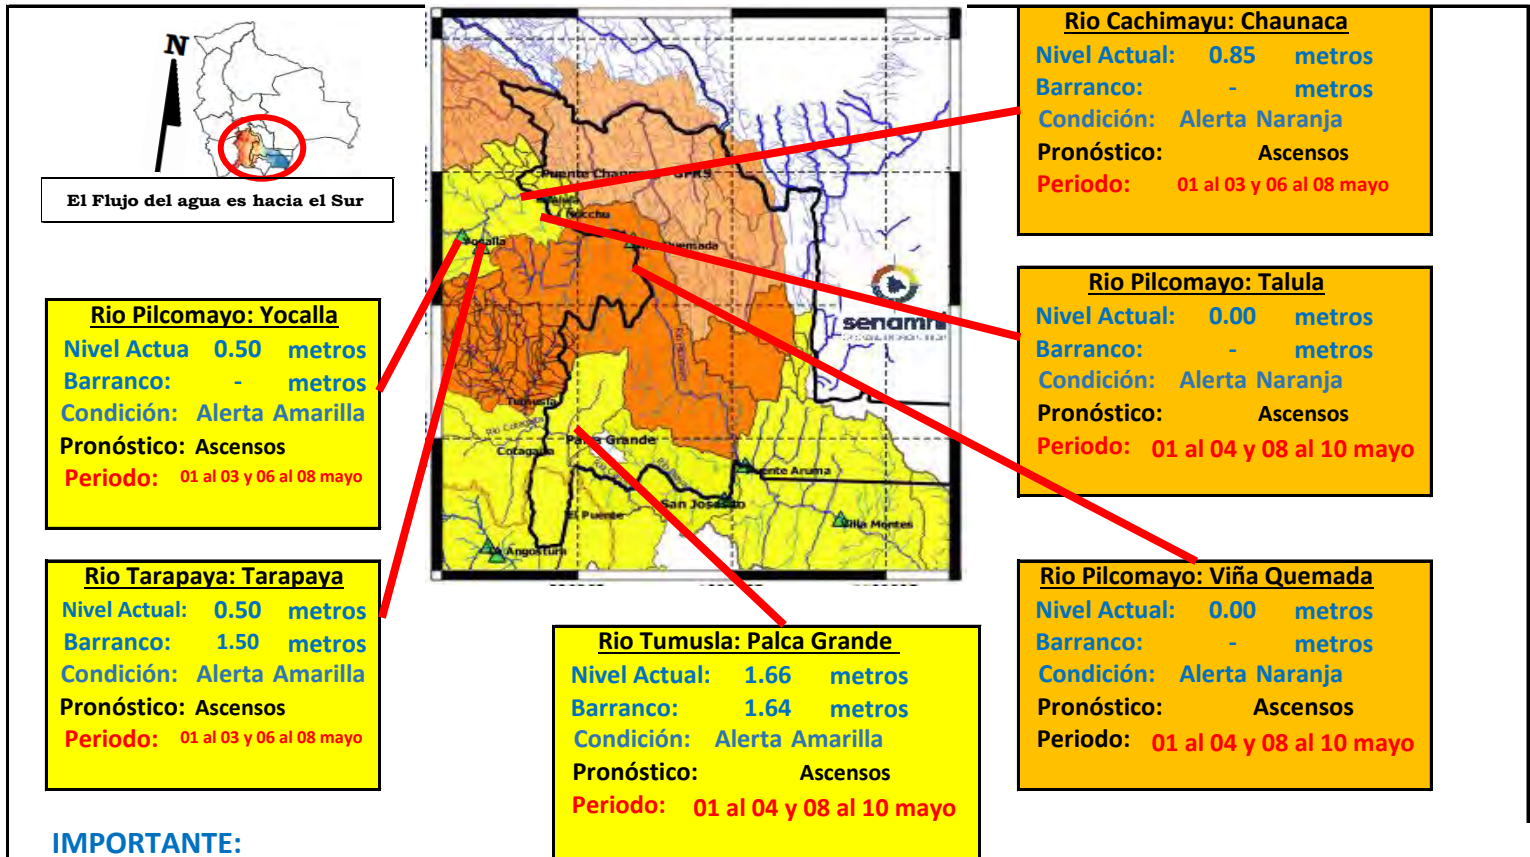 N
El Flujo del agua es hacia el Sur
Rio Pilcomayo: Yocalla
Nivel Actua 0.50 metros
Barranco: - metros
Condición: Alerta Amarilla
Pronóstico: Ascensos
Periodo: 01 al 03 y 06 al 08 mayo
Rio Tarapaya: Tarapaya
Nivel Actual: 0.50 metros
Barranco: 1.50 metros
Condición: Alerta Amarilla
Pronóstico: Ascensos
Periodo: 01 al 03 y 06 al 08 mayo
Puente
Talula
Yocalla
Quemada
senamhi
Tumusla
Palca Grande
Cotagaita
Puente Aruma
San Josesito
El Puente
Villa Montes
Angostura
Rio Tumusla: Palca Grande
Nivel Actual: 1.66 metros
Barranco: 1.64 metros
Condición: Alerta Amarilla
Pronóstico: Ascensos
Periodo: 01 al 04 y 08 al 10 mayo
Rio Cachimayu: Chaunaca
Nivel Actual: 0.85 metros
Barranco: - metros
Condición: Alerta Naranja
Pronóstico: Ascensos
Periodo: 01 al 03 y 06 al 08 mayo
Rio Pilcomayo: Talula
Nivel Actual: 0.00 metros
Barranco: - metros
Condición: Alerta Naranja
Pronóstico: Ascensos
Periodo: 01 al 04 y 08 al 10 mayo
Rio Pilcomayo: Viña Quemada
Nivel Actual: 0.00 metros
Barranco: - metros
Condición: Alerta Naranja
Pronóstico: Ascensos
Periodo: 01 al 04 y 08 al 10 mayo
IMPORTANTE: